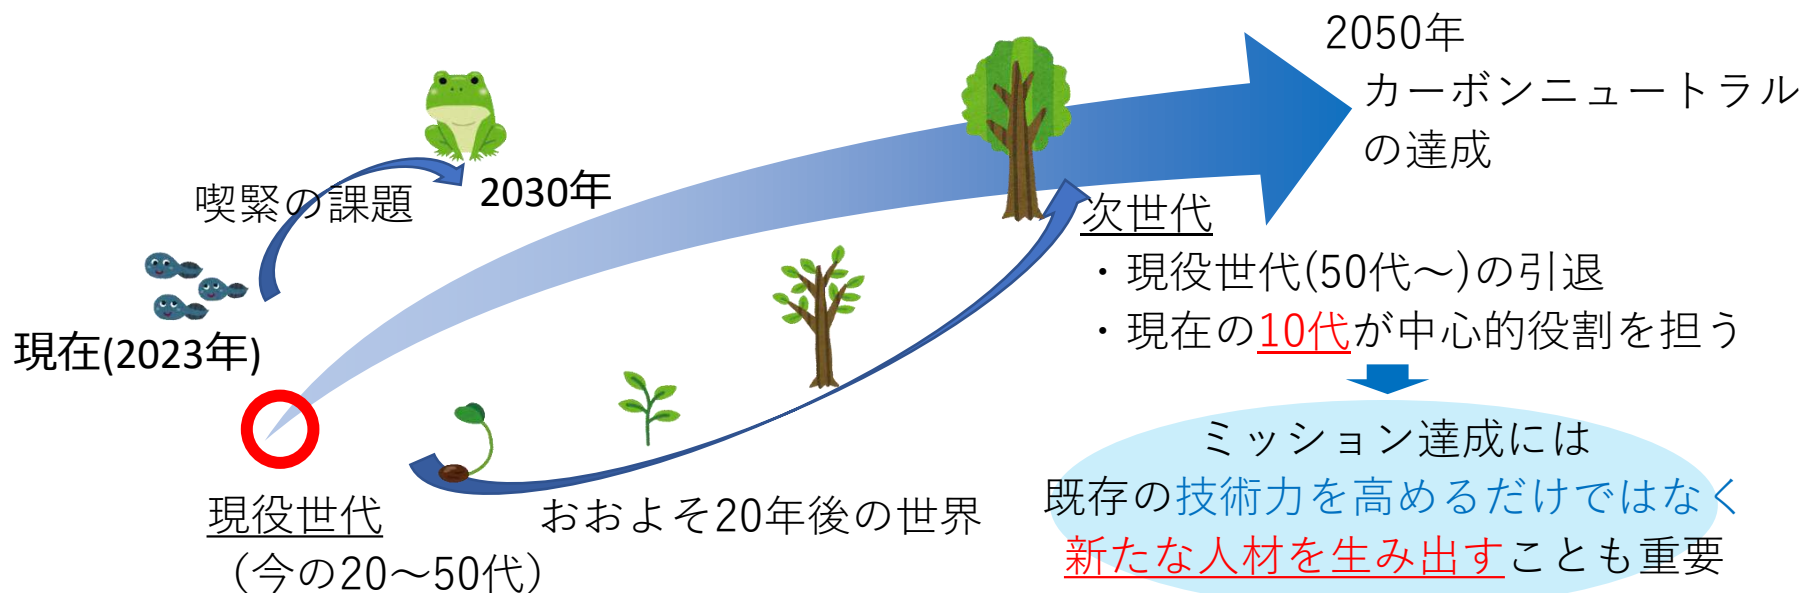 2050年
カーボンニュートラル
の達成
2030年
喫緊の課題
現在(2023年)
次世代
・現役世代(50代～)の引退
・現在の10代が中心的役割を担う
現役世代
（今の20～50代）
おおよそ20年後の世界
ミッション達成には
既存の技術力を高めるだけではなく
新たな人材を生み出すことも重要